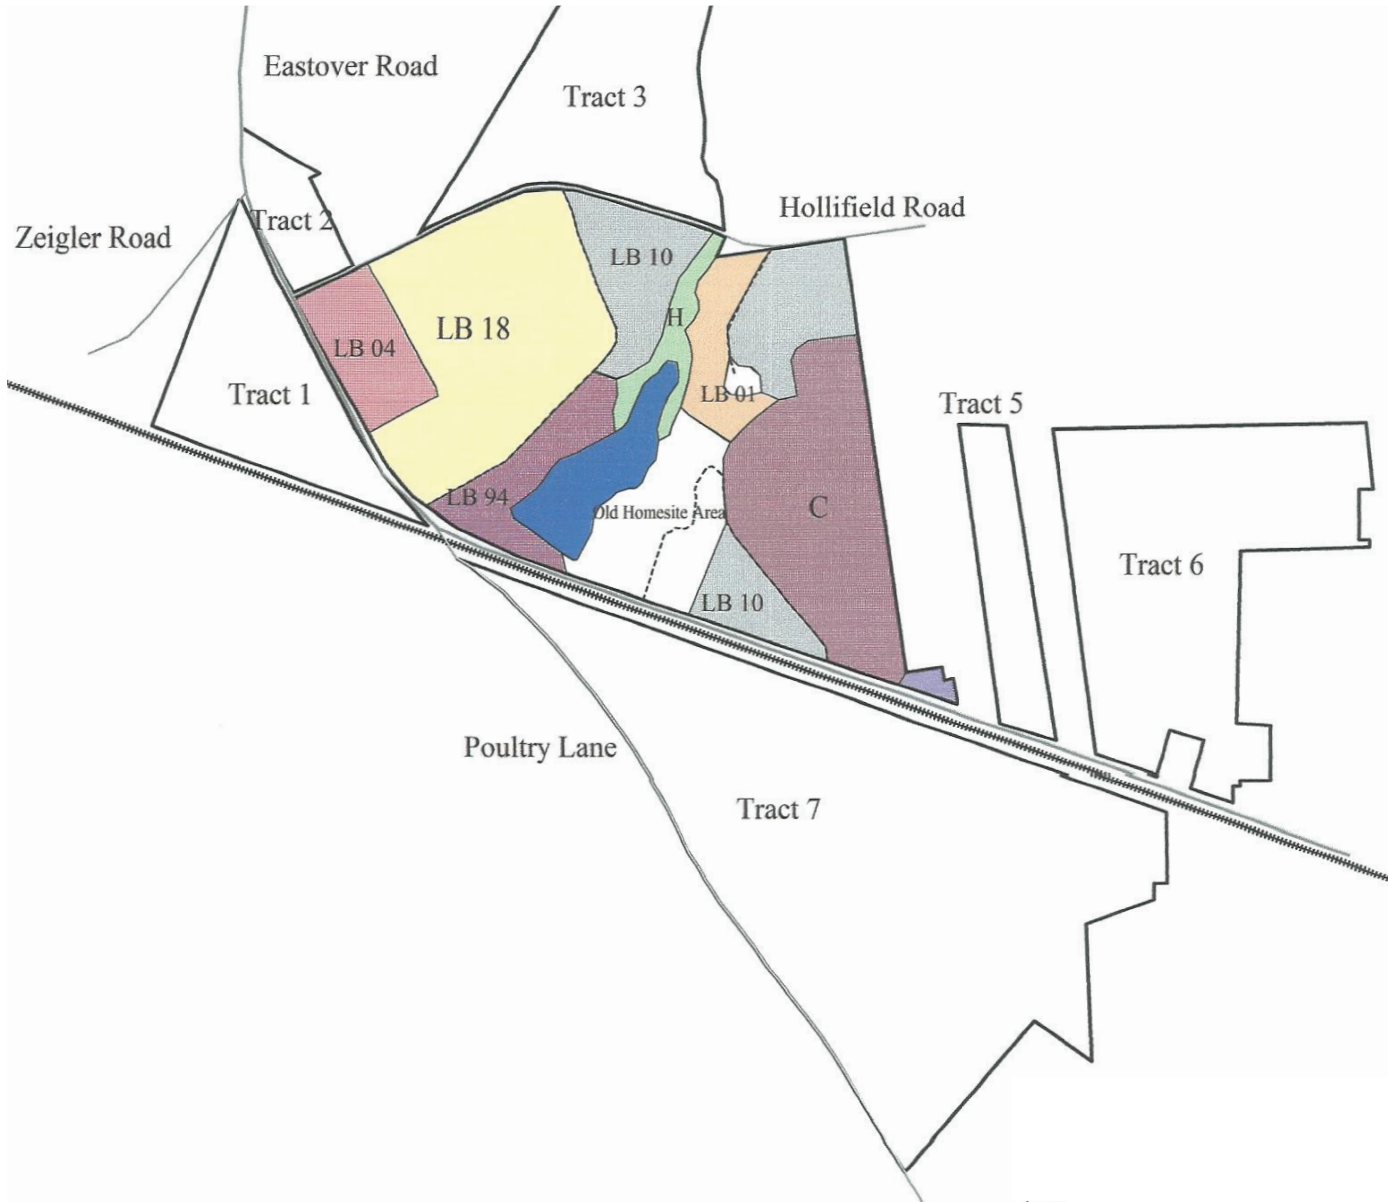 Eastover Road
Tract 3
Hollifield Road
Tract 2
Zeigler Road
LB 10
H
LB 18
LB 04
Tract 1
LB 01
Tract 5
LB 94
Old Homesite Area
C
Tract 6
LB 10
Poultry Lane
Tract 7